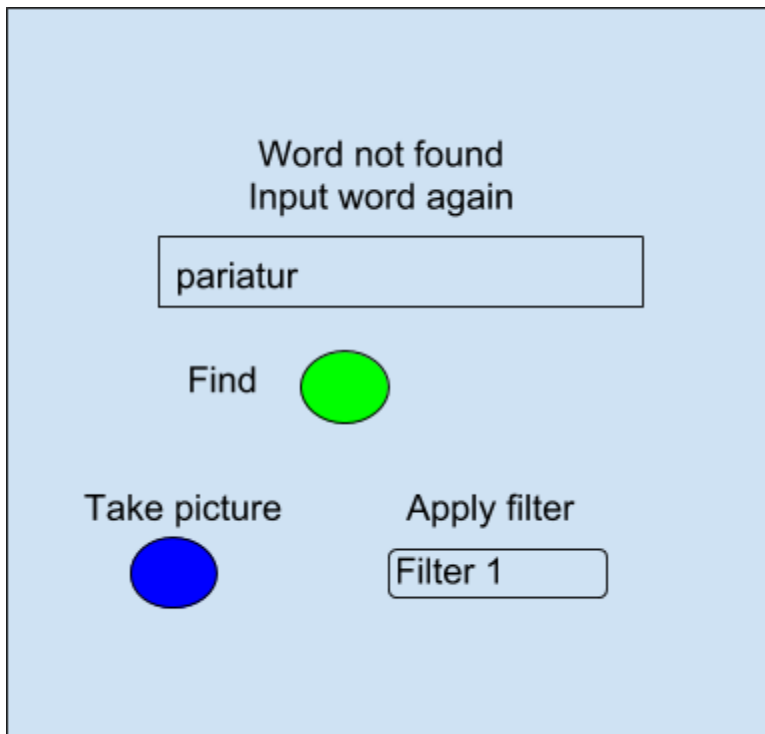 Word not found
Input word again
pariatur
Find
Take picture
Apply filter
Filter 1